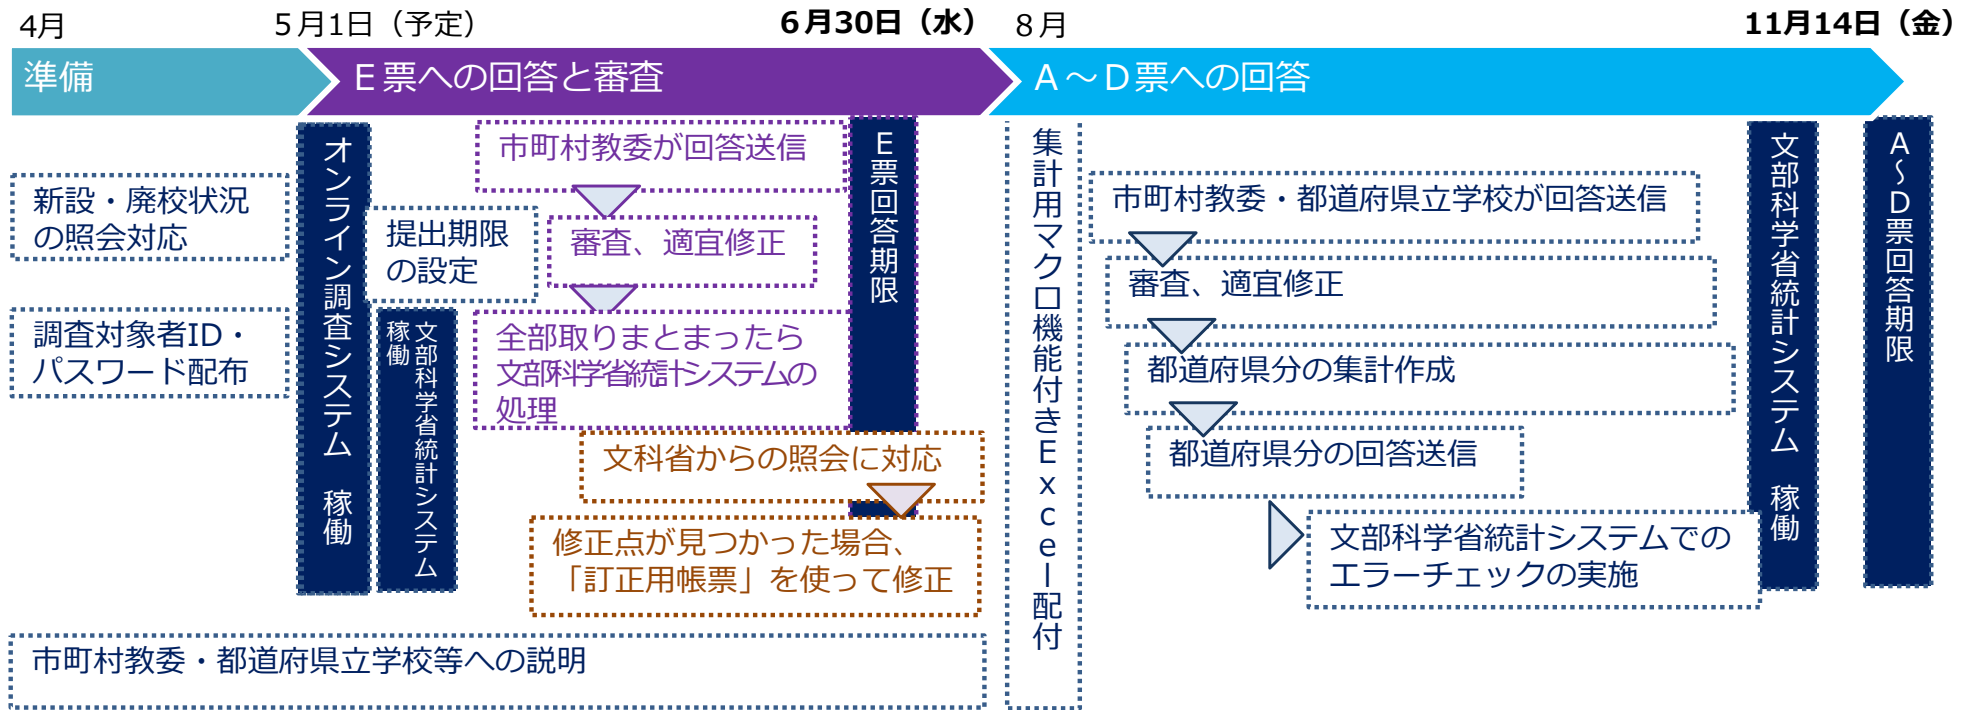 4月
５月1日（予定）
６月30日（水）
８月
11月14日（金）
準備
Ｅ票への回答と審査
Ａ～Ｄ票への回答
新設・廃校状況
の照会対応
調査対象者ID・
パスワード配布
オンライン調査システム　稼働
提出期限
の設定
文部科学省統計システム
稼働
市町村教委が回答送信
審査、適宜修正
全部取りまとまったら
文部科学省統計システムの
処理
Ｅ票回答期限
文科省からの照会に対応
修正点が見つかった場合、
「訂正用帳票」を使って修正
市町村教委・都道府県立学校等への説明
集計用マクロ機能付きＥｘｃｅｌ配付
市町村教委・都道府県立学校が回答送信
審査、適宜修正
都道府県分の集計作成
都道府県分の回答送信
文部科学省統計システムでの
エラーチェックの実施
文部科学省統計システム　稼働
Ａ～Ｄ票回答期限